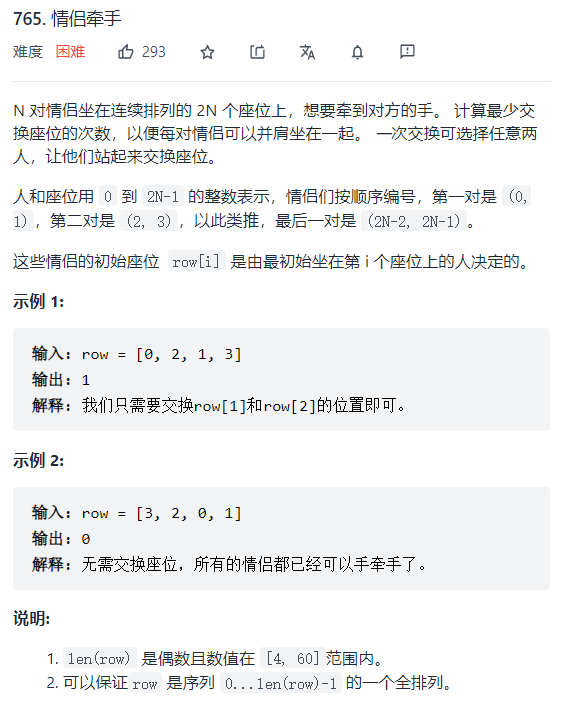 765. 情侣牵手
难度 困难 293
N 对情侣坐在连续排列的 2N 个座位上，想要牵到对方的手。 计算最少交
换座位的次数，以便每对情侣可以并肩坐在一起。 一次交换可选择任意两
人，让他们站起来交换座位。
人和座位用 0 到 2N-1 的整数表示，情侣们按顺序编号，第一对是 (0,
1)，第二对是 (2, 3)，以此类推，最后一对是 (2N-2, 2N-1)。
这些情侣的初始座位 row[i] 是由最初始坐在第 i 个座位上的人决定的。
示例 1:
输入: row = [0, 2, 1, 3]
输出: 1
解释: 我们只需要交换row[1]和row[2]的位置即可。
示例 2:
输入: row = [3, 2, 0, 1]
输出: 0
解释: 无需交换座位，所有的情侣都已经可以手牵手了。
说明:
1. len(row) 是偶数且数值在 [4, 60]范围内。
2. 可以保证row 是序列 0...len(row)-1 的一个全排列。